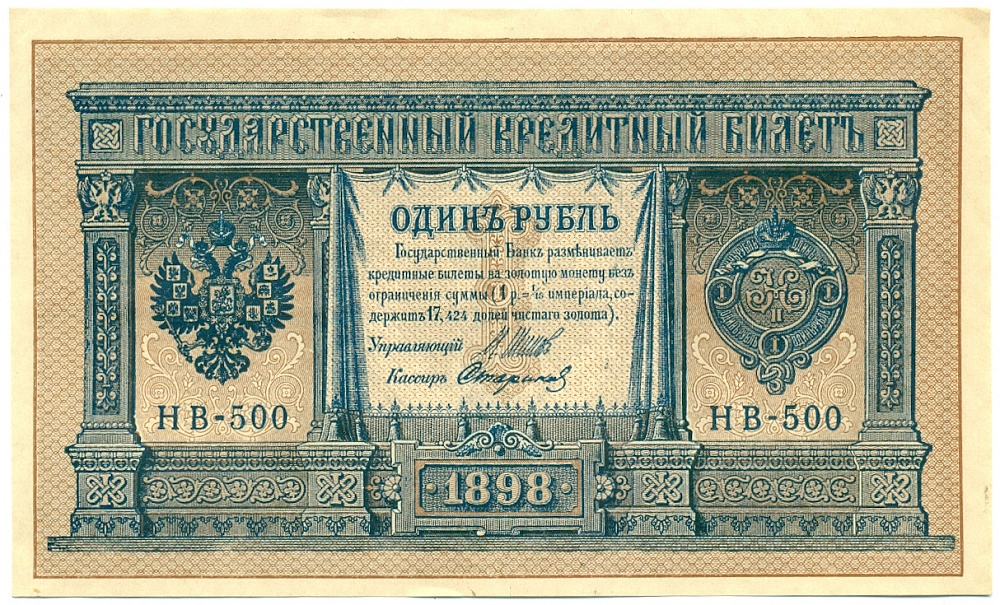 ГОСУДАРСТВЕННЫЙ КРЕДИТНЫЙ БИЛЕТЪ
ОДИНЪ РУБЛЬ
Государственный Банкъ размѣниваетъ
кредитные билеты на золотую монету безъ
ограниченія суммы (1 р. = 1/15 имперіала, со-
держитъ 17,424 долей чистаго золота).
Управляющій
Кассиръ
НВ-500
НВ-500
I
I
I
II
1898